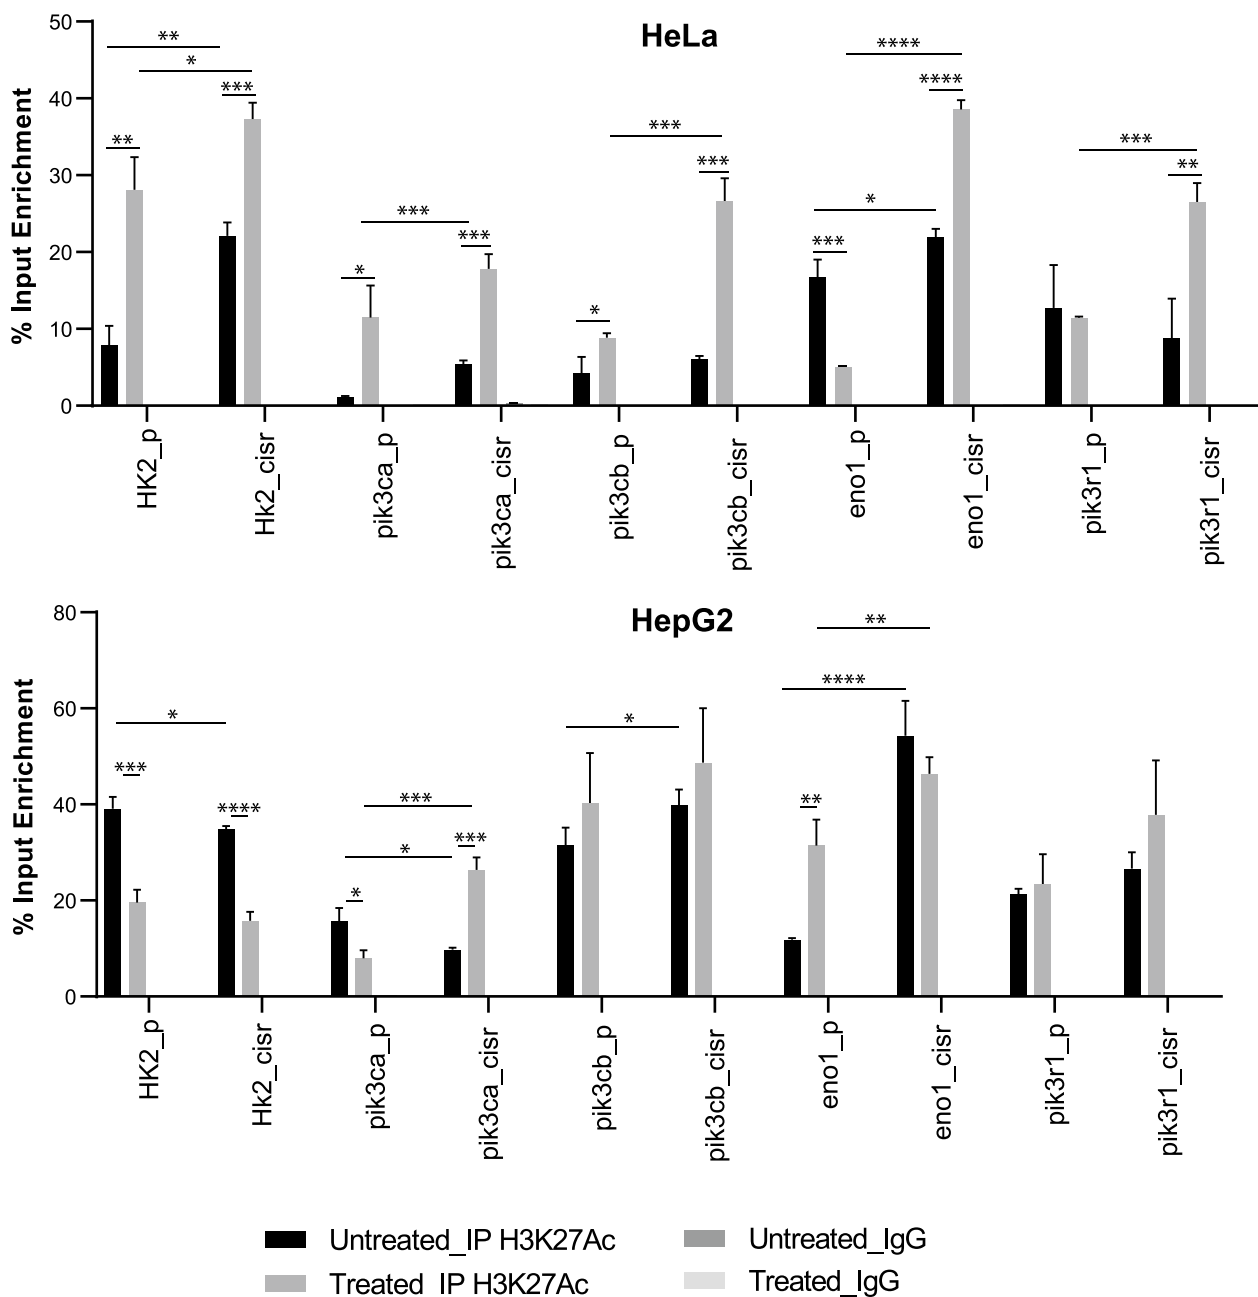 HeLa
% Input Enrichment
50
40
30
20
10
0
**
*
**
***
*
***
***
*
***
***
***
*
****
****
***
**
HK2_p
Hk2_cisr
pik3ca_p
pik3ca_cisr
pik3cb_p
pik3cb_cisr
eno1_p
eno1_cisr
pik3r1_p
pik3r1_cisr
HepG2
% Input Enrichment
80
60
40
20
0
*
***
****
***
*
*
***
*
**
****
**
HK2_p
Hk2_cisr
pik3ca_p
pik3ca_cisr
pik3cb_p
pik3cb_cisr
eno1_p
eno1_cisr
pik3r1_p
pik3r1_cisr
Untreated_IP H3K27Ac
Treated_IP H3K27Ac
Untreated_IgG
Treated_IgG